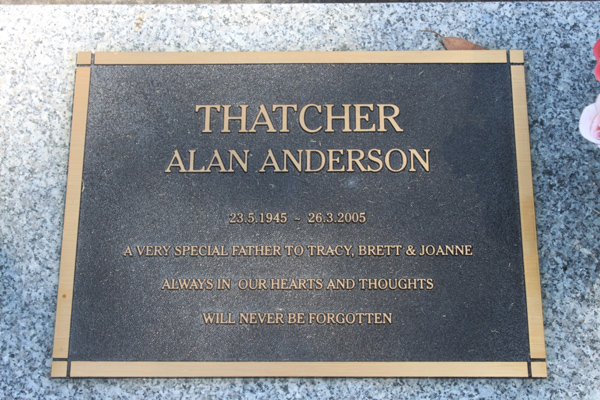 THATCHER
ALAN ANDERSON
23.5.1945 ~ 26.3.2005
A VERY SPECIAL FATHER TO TRACY, BRETT & JOANNE
ALWAYS IN OUR HEARTS AND THOUGHTS
WILL NEVER BE FORGOTTEN